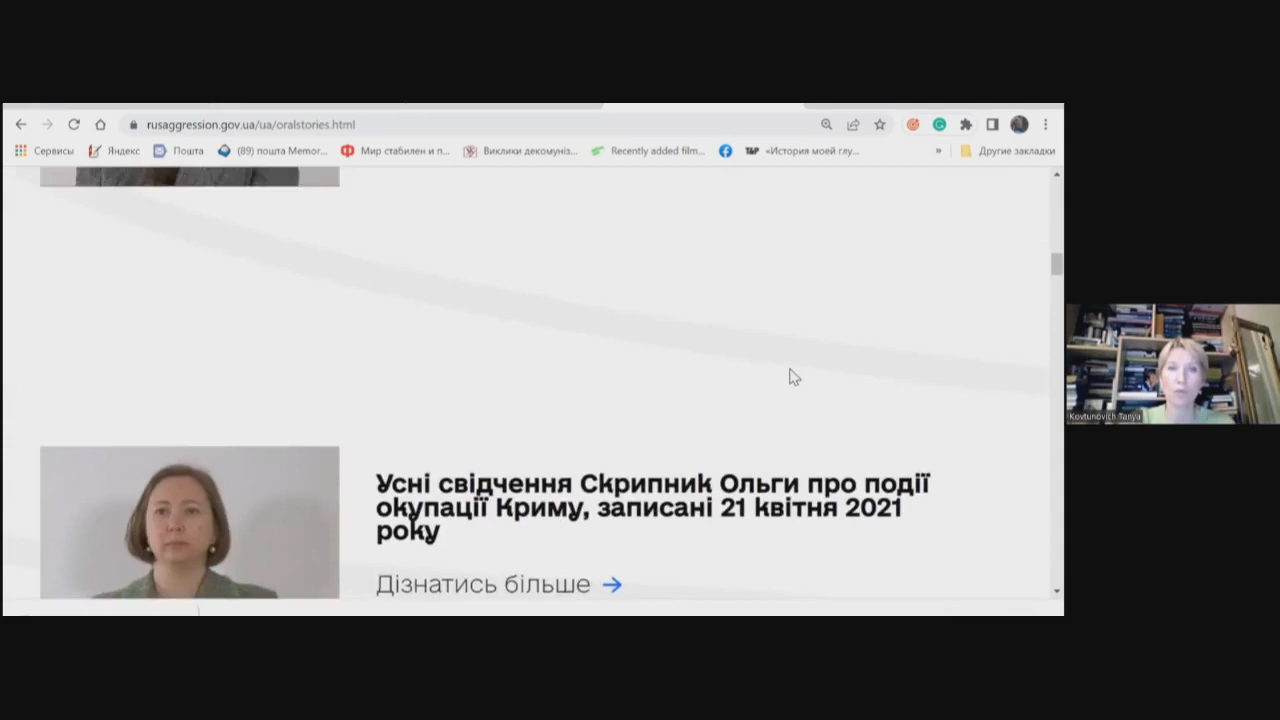 rusaggression.gov.ua/ua/oralstories.html
Сервисы Яндекс Пошта (89) пошта Memor... Мир стабилен и п... Виклики декомуніз... Recently added film... «История моей глу... » Другие закладки
Kovtunovich Tanya
Усні свідчення Скрипник Ольги про події
окупації Криму, записані 21 квітня 2021
року
Дізнатись більше →